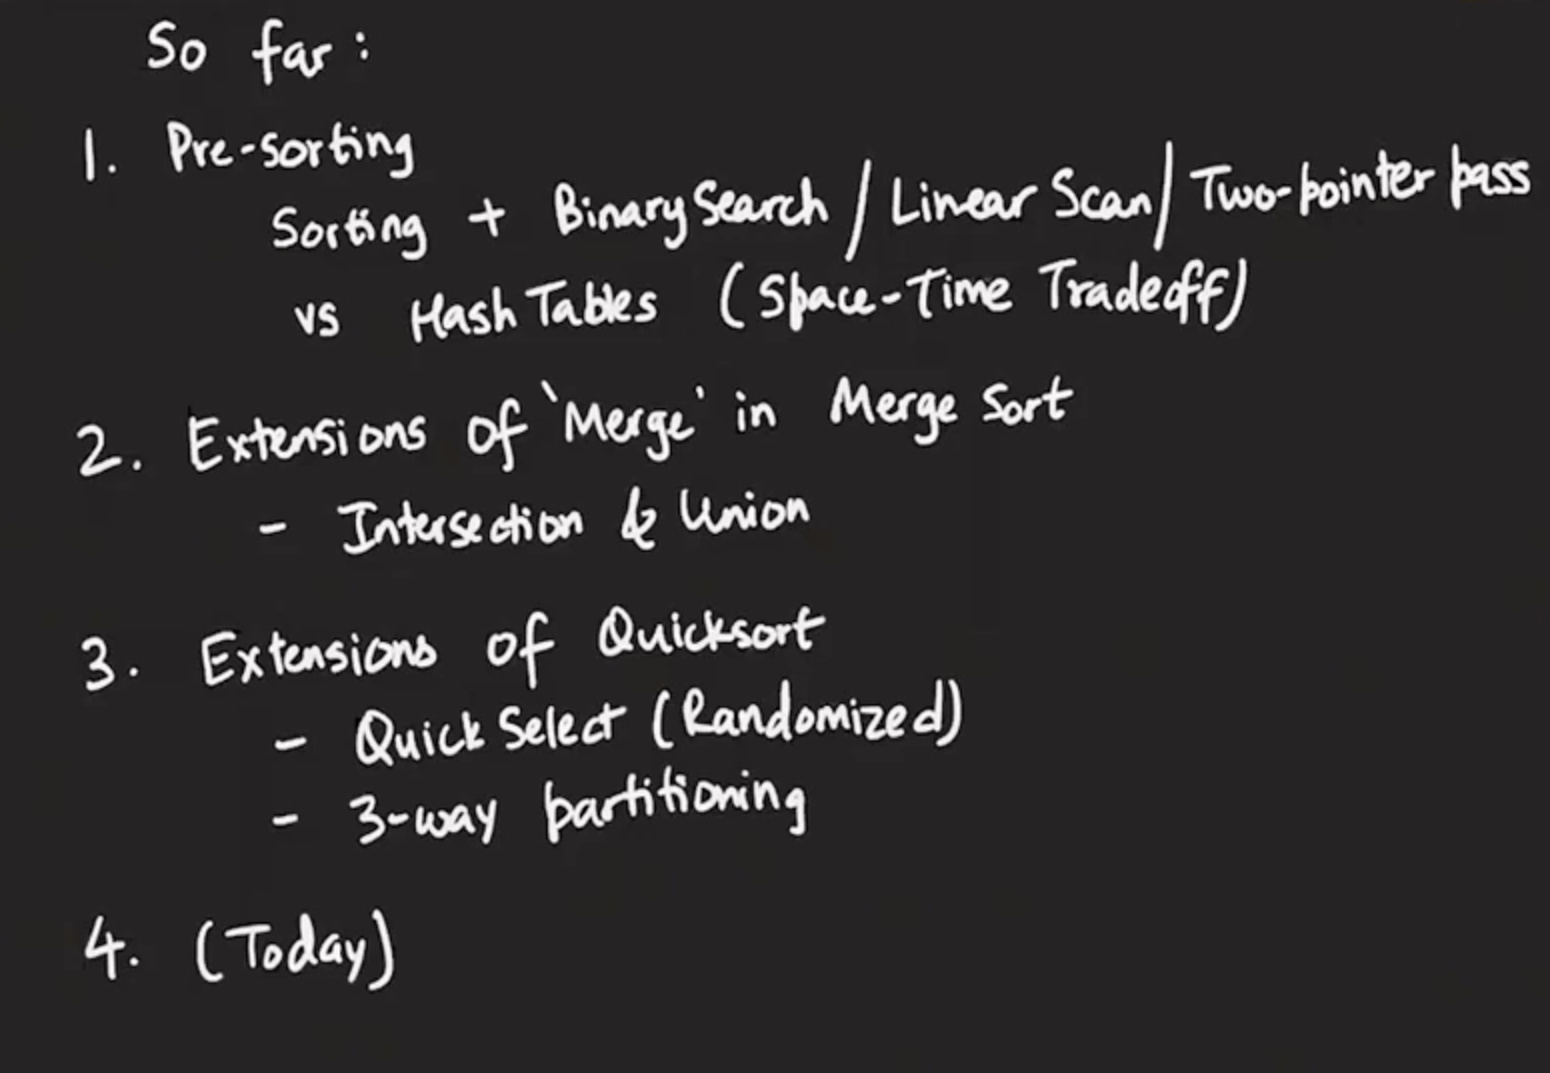 So far:
1. Pre-sorting
Sorting + Binary Search / Linear Scan / Two-pointer pass
vs Hash Tables (Space-Time Tradeoff)
2. Extensions of 'Merge' in Merge Sort
- Intersection & Union
3. Extensions of Quicksort
- Quick Select (Randomized)
- 3-way partitioning
4. (Today)